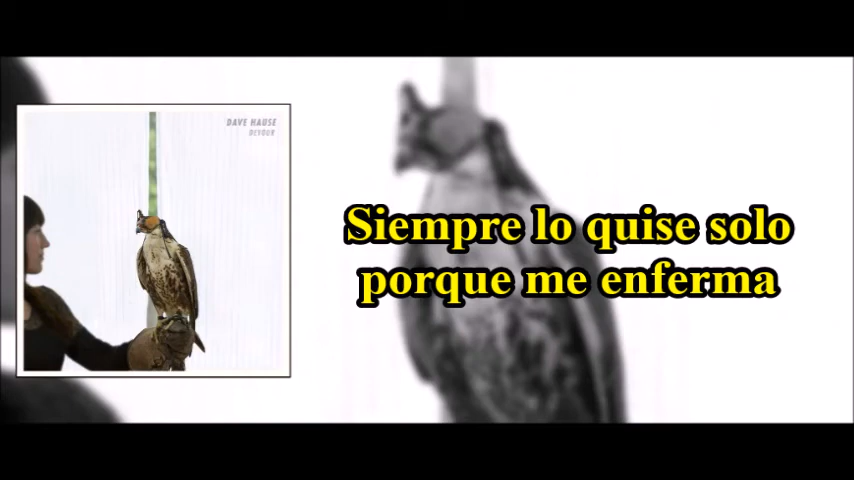 DAVE HAUSE
DEVOUR
Siempre lo quise solo
porque me enferma